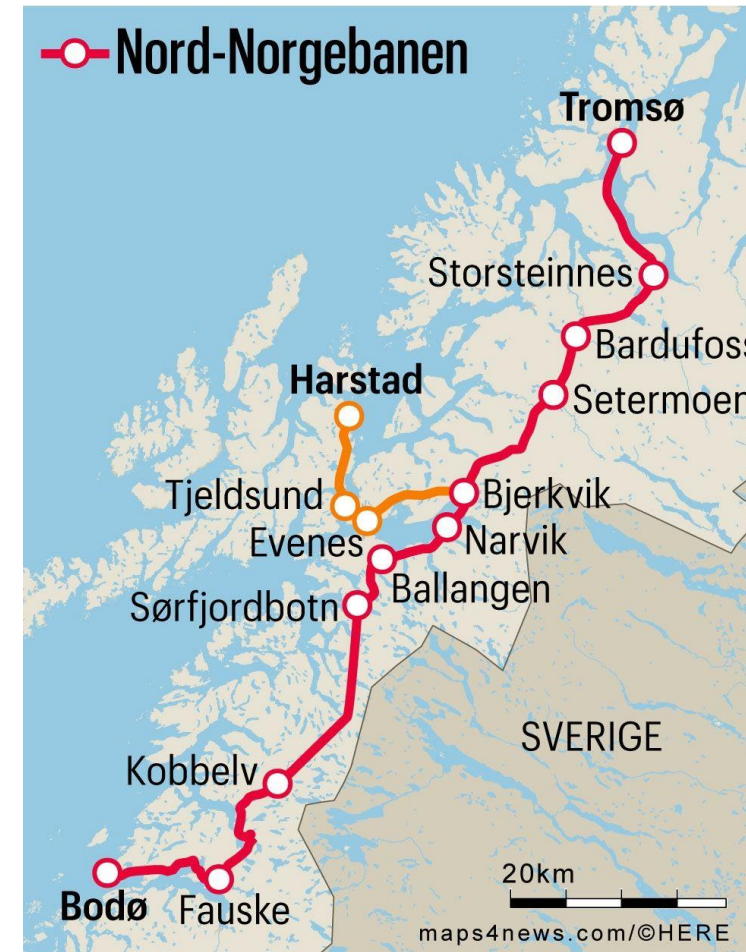 Nord-Norgebanen
Tromsø
Storsteinnes
Bardufoss
Setermoen
Harstad
Tjeldsund
Bjerkvik
Evenes
Narvik
Ballangen
Sørfjordbotn
SVERIGE
Kobbelv
20km
Bodø
Fauske
maps4news.com/©HERE